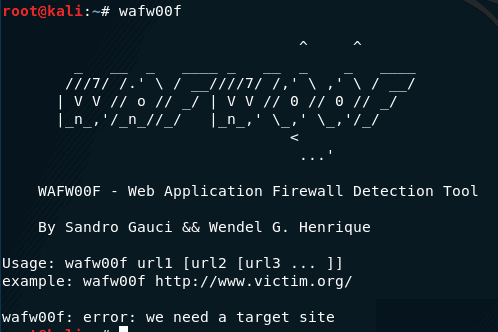 root@kali:~# wafw00f
                                 ^     ^
        _   __  _   ____ _   __  _    _   ____
       ///7/ /.' \ / __////7/ /,' \ ,' \ / __/
      | V V // o // _/ | V V // 0 // 0 // _/
      |_n_,'/_n_//_/   |_n_,' \_,' \_,'/_/
                                <
                                 ...'
    WAFW00F - Web Application Firewall Detection Tool
    By Sandro Gauci && Wendel G. Henrique
Usage: wafw00f url1 [url2 [url3 ... ]]
example: wafw00f http://www.victim.org/
wafw00f: error: we need a target site
root@kali:~#